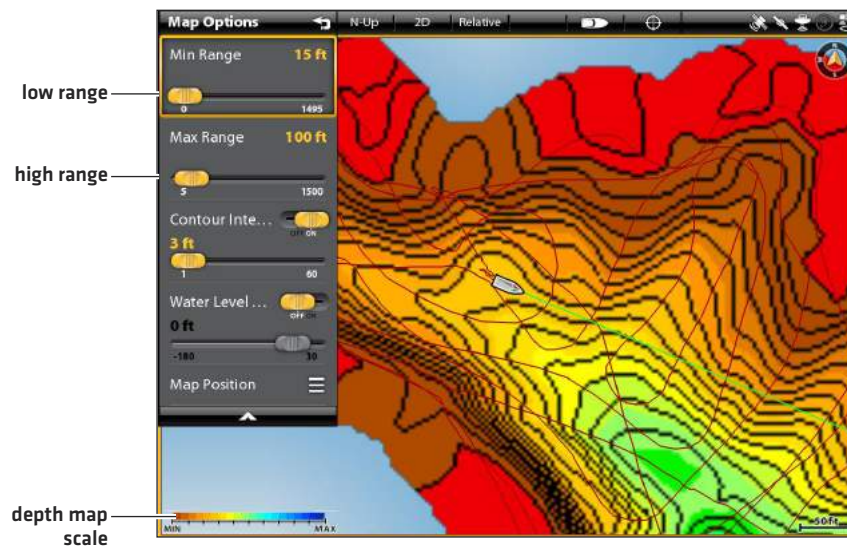 Map Options
N-Up 2D Relative
Min Range 15 ft
0 1495
low range
Max Range 100 ft
5 1500
high range
Contour Inte...
OFF ON
3 ft
1 60
Water Level ...
OFF ON
0 ft
-180 30
Map Position
depth map
scale
MIN MAX
50ft
N